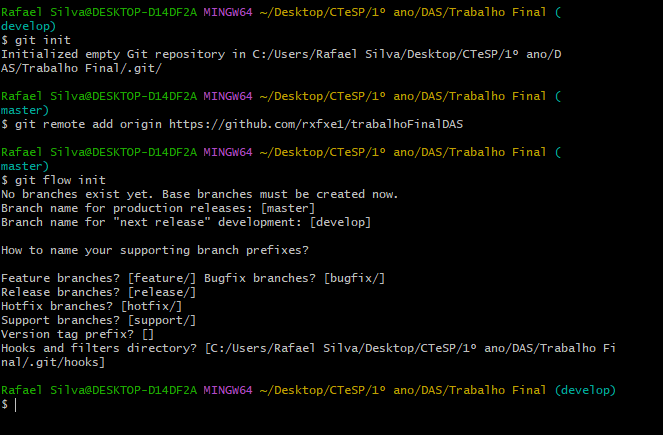 Rafael Silva@DESKTOP-D14DF2A MINGW64 ~/Desktop/CTeSP/1º ano/DAS/Trabalho Final (
develop)
$ git init
Initialized empty Git repository in C:/Users/Rafael Silva/Desktop/CTeSP/1º ano/D
AS/Trabalho Final/.git/
Rafael Silva@DESKTOP-D14DF2A MINGW64 ~/Desktop/CTeSP/1º ano/DAS/Trabalho Final (
master)
$ git remote add origin https://github.com/rxfxe1/trabalhoFinalDAS
Rafael Silva@DESKTOP-D14DF2A MINGW64 ~/Desktop/CTeSP/1º ano/DAS/Trabalho Final (
master)
$ git flow init
No branches exist yet. Base branches must be created now.
Branch name for production releases: [master]
Branch name for "next release" development: [develop]
How to name your supporting branch prefixes?
Feature branches? [feature/] Bugfix branches? [bugfix/]
Release branches? [release/]
Hotfix branches? [hotfix/]
Support branches? [support/]
Version tag prefix? []
Hooks and filters directory? [C:/Users/Rafael Silva/Desktop/CTeSP/1º ano/DAS/Trabalho Fi
nal/.git/hooks]
Rafael Silva@DESKTOP-D14DF2A MINGW64 ~/Desktop/CTeSP/1º ano/DAS/Trabalho Final (develop)
$